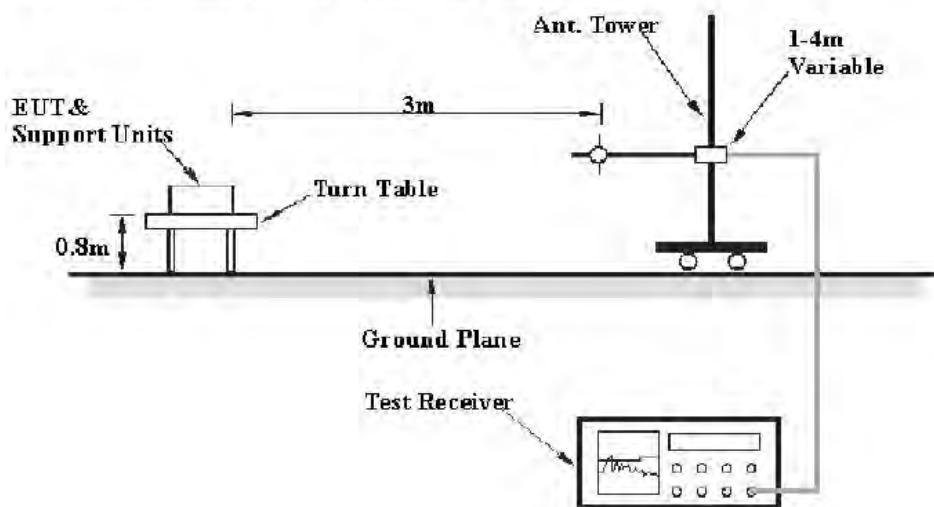 Ant. Tower
1-4m
Variable
EUT &
Support Units
3m
Turn Table
0.8m
Ground Plane
Test Receiver